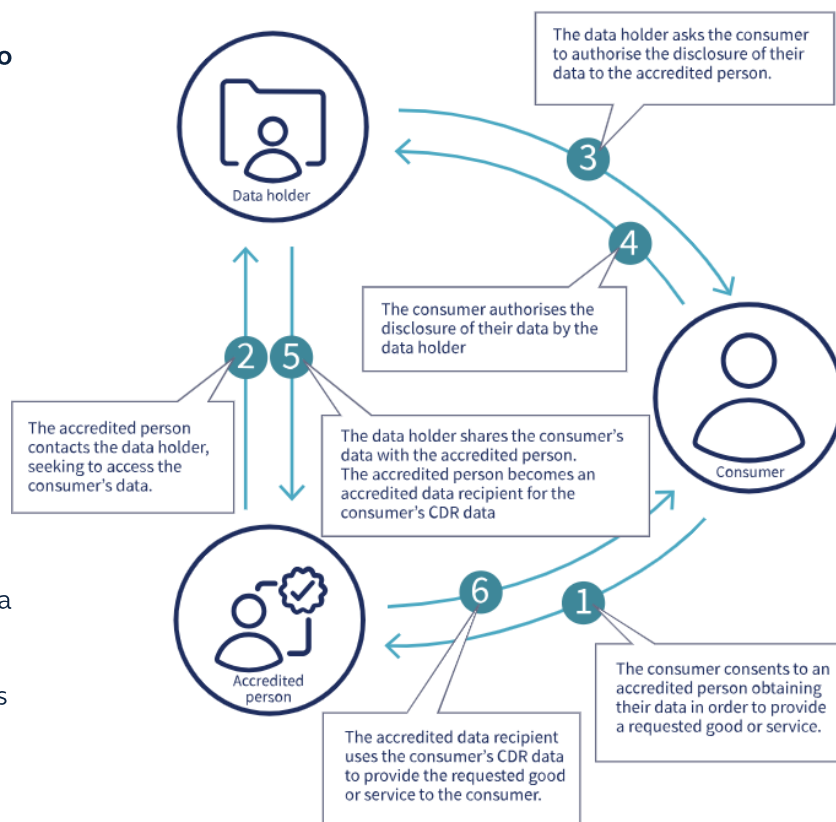 o
The data holder asks the consumer
to authorise the disclosure of their
data to the accredited person.
3
Data holder
4
The consumer authorises the
disclosure of their data by the
data holder
2
5
The accredited person
contacts the data holder,
seeking to access the
consumer's data.
The data holder shares the consumer's
data with the accredited person.
The accredited person becomes an
accredited data recipient for the
consumer's CDR data
Consumer
6
1
a
Accredited
person
s
The consumer consents to an
accredited person obtaining
their data in order to provide
a requested good or service.
The accredited data recipient
uses the consumer's CDR data
to provide the requested good
or service to the consumer.